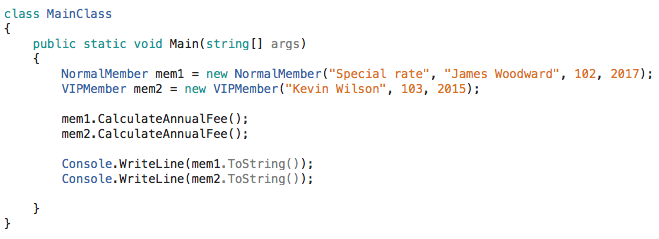 class MainClass
{
    public static void Main(string[] args)
    {
        NormalMember mem1 = new NormalMember("Special rate", "James Woodward", 102, 2017);
        VIPMember mem2 = new VIPMember("Kevin Wilson", 103, 2015);

        mem1.CalculateAnnualFee();
        mem2.CalculateAnnualFee();

        Console.WriteLine(mem1.ToString());
        Console.WriteLine(mem2.ToString());

    }
}